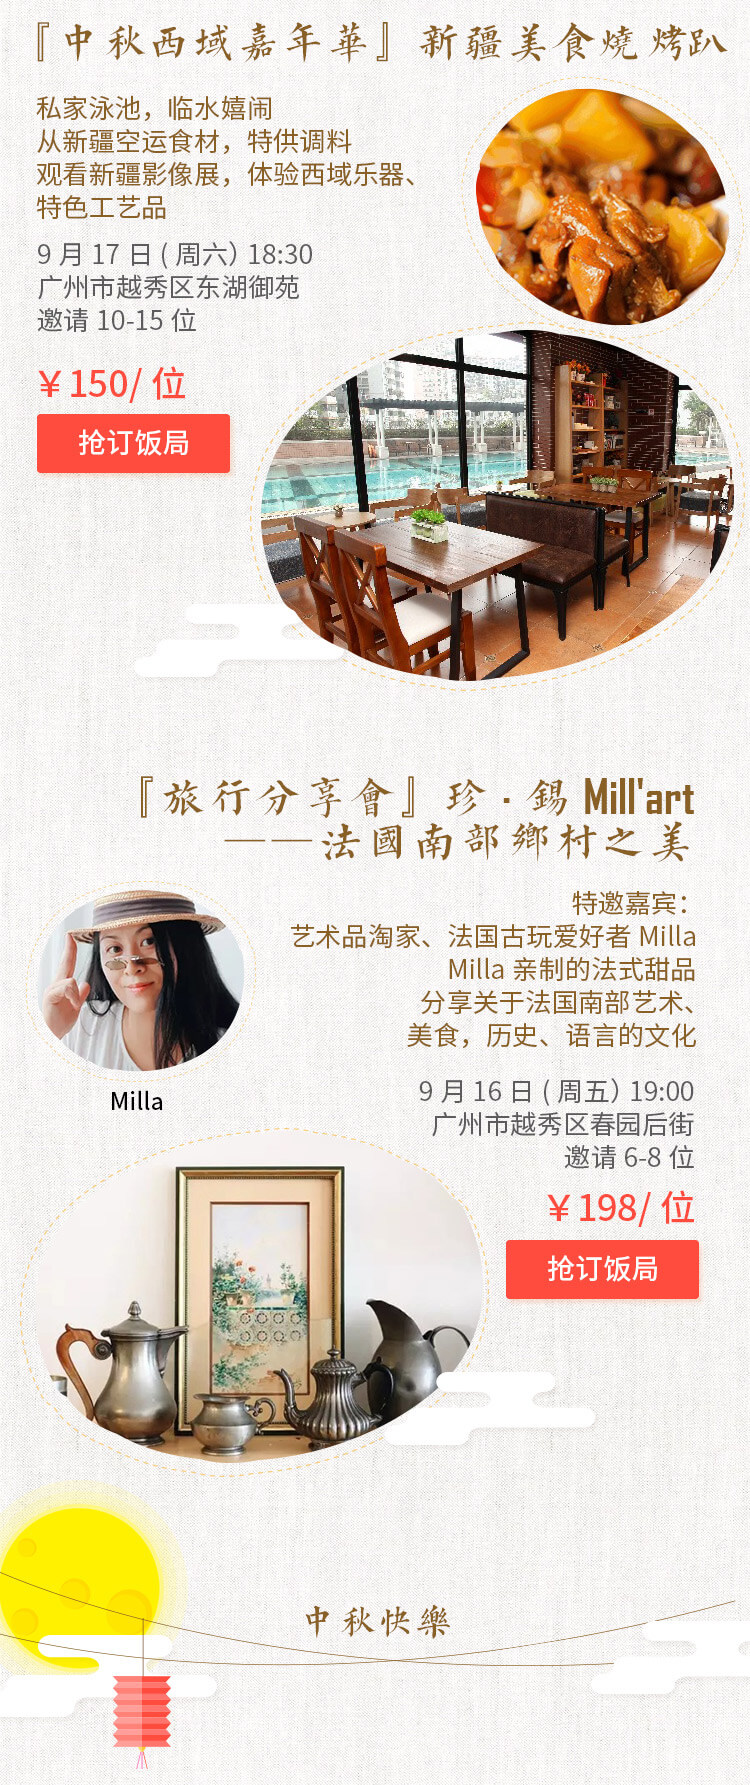 『中秋西域嘉年華』新疆美食燒烤趴
私家泳池，临水嬉闹
从新疆空运食材，特供调料
观看新疆影像展，体验西域乐器、
特色工艺品
9 月 17 日 ( 周六) 18:30
广州市越秀区东湖御苑
邀请 10-15 位
￥150/ 位
抢订饭局
『旅行分享會』珍·錫 Mill'art
——法國南部鄉村之美
特邀嘉宾：
艺术品淘家、法国古玩爱好者 Milla
Milla 亲制的法式甜品
分享关于法国南部艺术、
美食，历史、语言的文化
Milla
9 月 16 日 ( 周五) 19:00
广州市越秀区春园后街
邀请 6-8 位
￥198/ 位
抢订饭局
中秋快樂